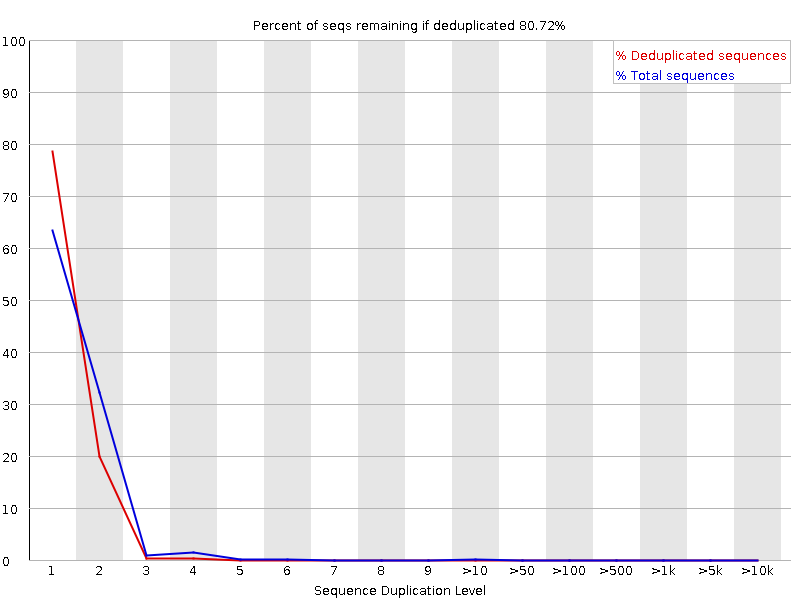 Percent of seqs remaining if deduplicated 80.72%
% Deduplicated sequences
% Total sequences
100
90
80
70
60
50
40
30
20
10
0
1 2 3 4 5 6 7 8 9 >10 >50 >100 >500 >1k >5k >10k
Sequence Duplication Level